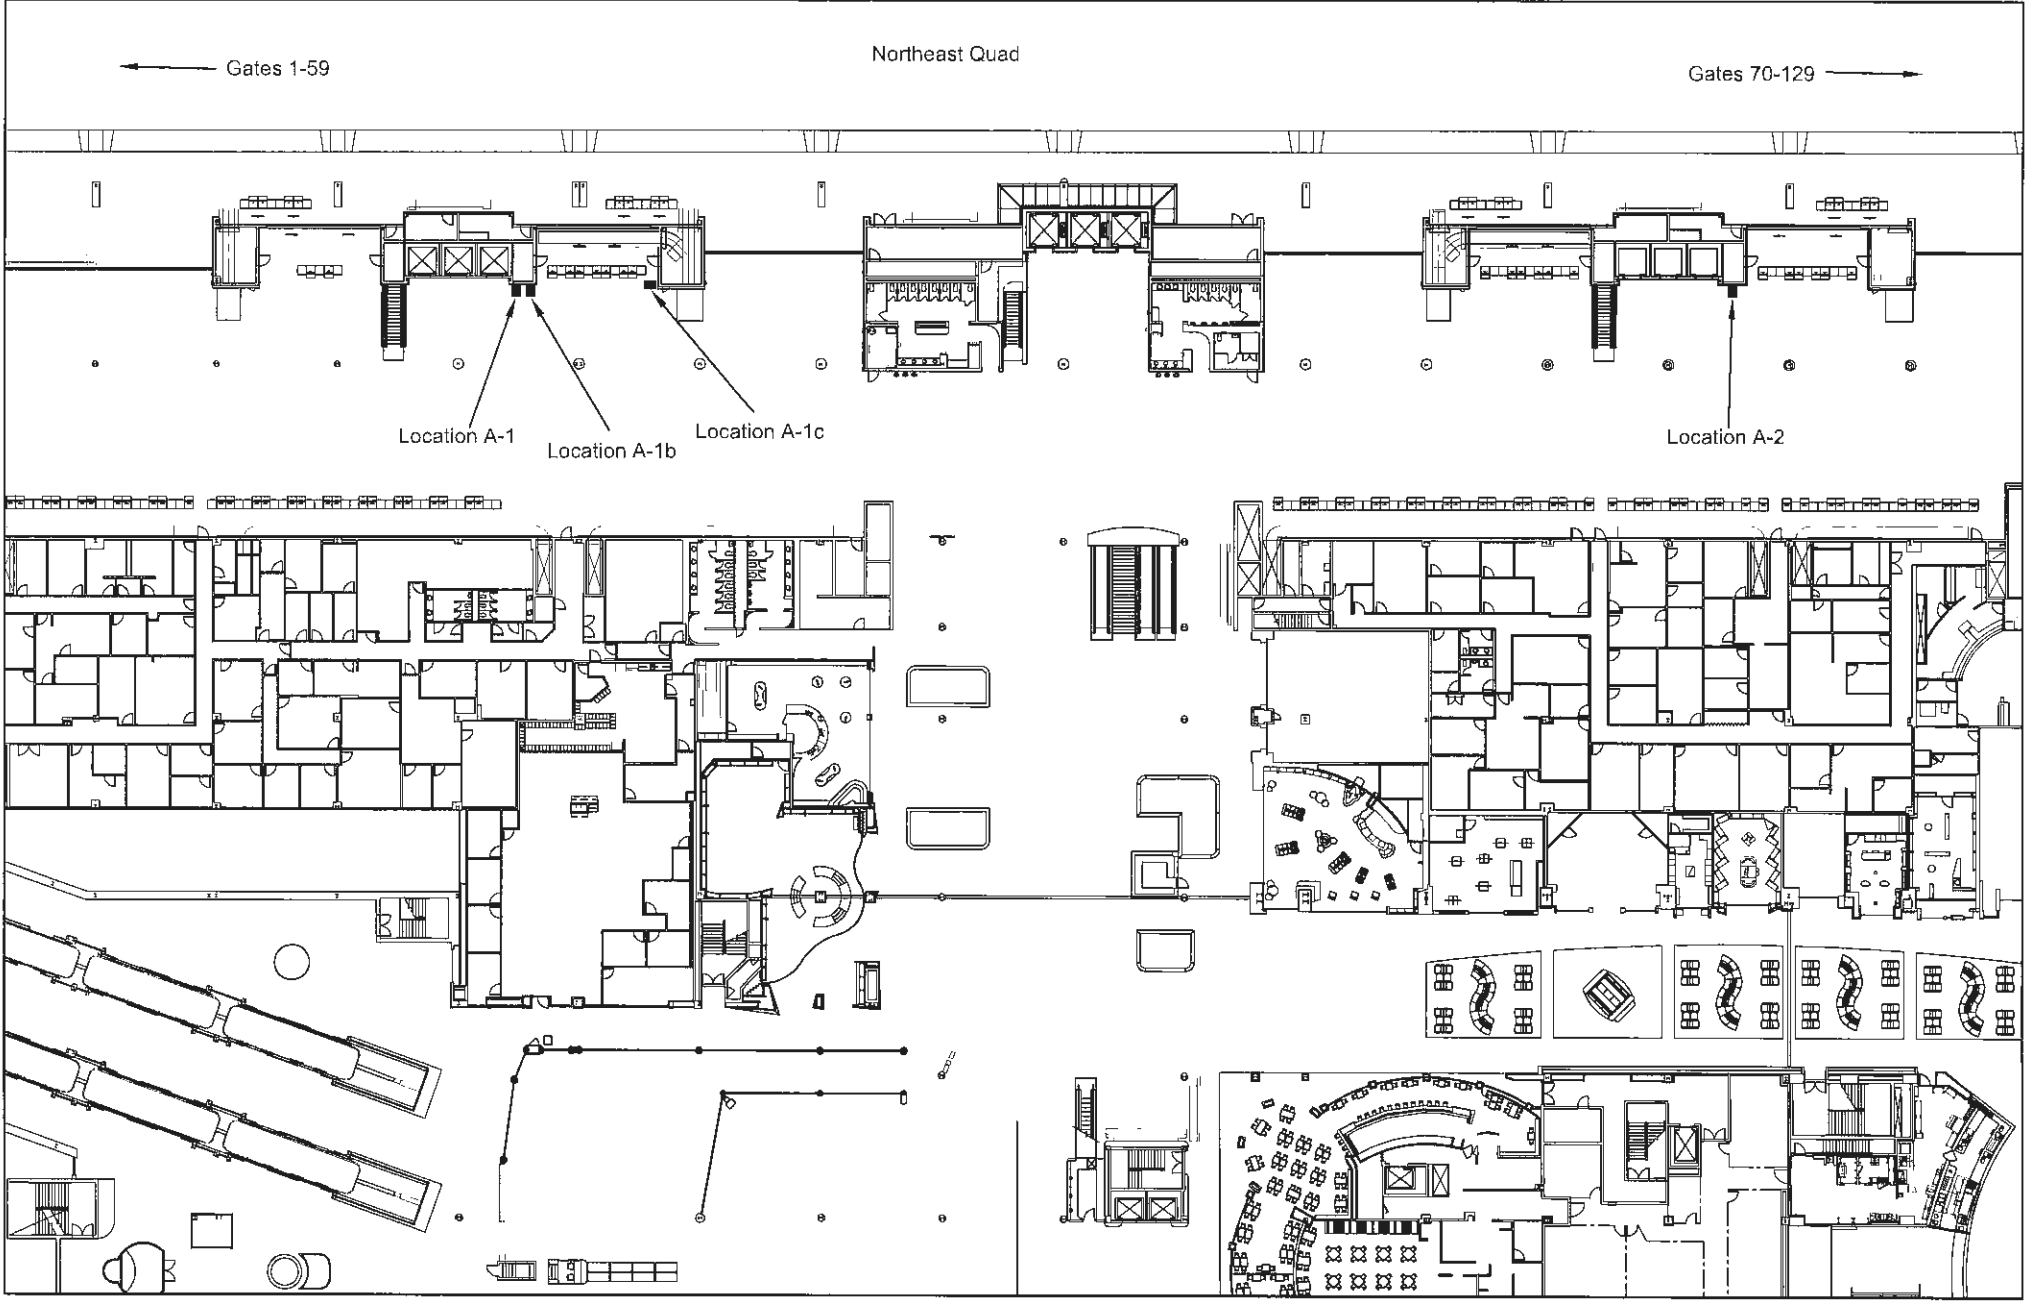 Northeast Quad
Gates 1-59
Gates 70-129
Location A-1
Location A-1b
Location A-1c
Location A-2